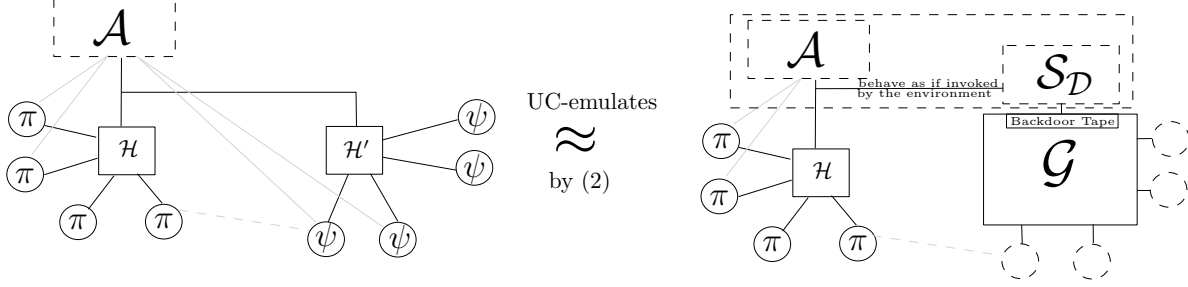 𝒜
π
π
ℋ
π
π
ℋ′
ψ
ψ
ψ
ψ
UC-emulates
≈
by (2)
𝒜
behave as if invoked
by the environment
𝒮_𝒟
Backdoor Tape
𝒢
π
π
ℋ
π
π